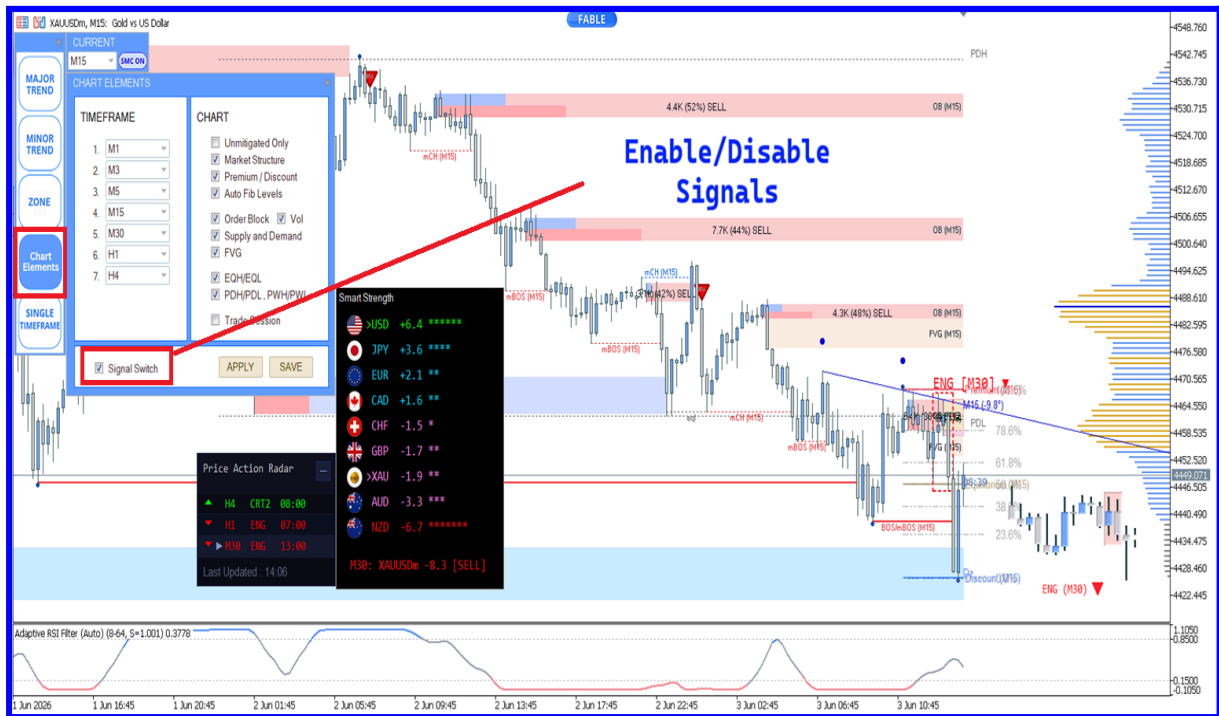 XAUUSDm, M15: Gold vs US Dollar
FABLE
CURRENT
M15
SMC ON
MAJOR
TREND
MINOR
TREND
ZONE
Chart
Elements
SINGLE
TIMEFRAME
CHART ELEMENTS
TIMEFRAME
1. M1
2. M3
3. M5
4. M15
5. M30
6. H1
7. H4
CHART
Unmitigated Only
Market Structure
Premium / Discount
Auto Fib Levels
Order Block Vol
Supply and Demand
FVG
EQH/EQL
PDH/PDL , PWH/PWL
Trade Session
Signal Switch
APPLY
SAVE
Enable/Disable
Signals
PDH
4.4K (52%) SELL
OB (M15)
mCH (M15)
7.7K (44%) SELL
OB (M15)
mBOS (M15)
mCH (M15)
(42%) SELL
mBOS (M15)
4.3K (48%) SELL
OB (M15)
FVG (M15)
eql
mCH (M15)
mBOS (M15)
ENG [M30]
M15 (-9.8°)
PDL
78.6%
61.8%
38.
23.6%
BOS/mBOS (M15)
Discount (M15)
ENG (M30)
Smart Strength
>USD +6.4 ******
JPY +3.6 ****
EUR +2.1 **
CAD +1.6 **
CHF -1.5 *
GBP -1.7 **
>XAU -1.9 **
AUD -3.3 ***
NZD -6.7 *******
M30: XAUUSDm -8.3 [SELL]
Price Action Radar
H4 CRT2 08:00
H1 ENG 07:00
M30 ENG 13:00
Last Updated : 14:06
4548.760
4542.745
4536.730
4530.715
4524.700
4518.685
4512.670
4506.655
4500.640
4494.625
4488.610
4482.595
4476.580
4470.565
4464.550
4458.535
4452.520
4449.071
4446.505
4440.490
4434.475
4428.460
4422.445
Adaptive RSI Filter (Auto) (8-64, S=1.001) 0.3778
1.1050
0.8500
0.1500
-0.1050
1 Jun 2026
1 Jun 16:45
1 Jun 20:45
2 Jun 01:45
2 Jun 05:45
2 Jun 09:45
2 Jun 13:45
2 Jun 17:45
2 Jun 22:45
3 Jun 02:45
3 Jun 06:45
3 Jun 10:45